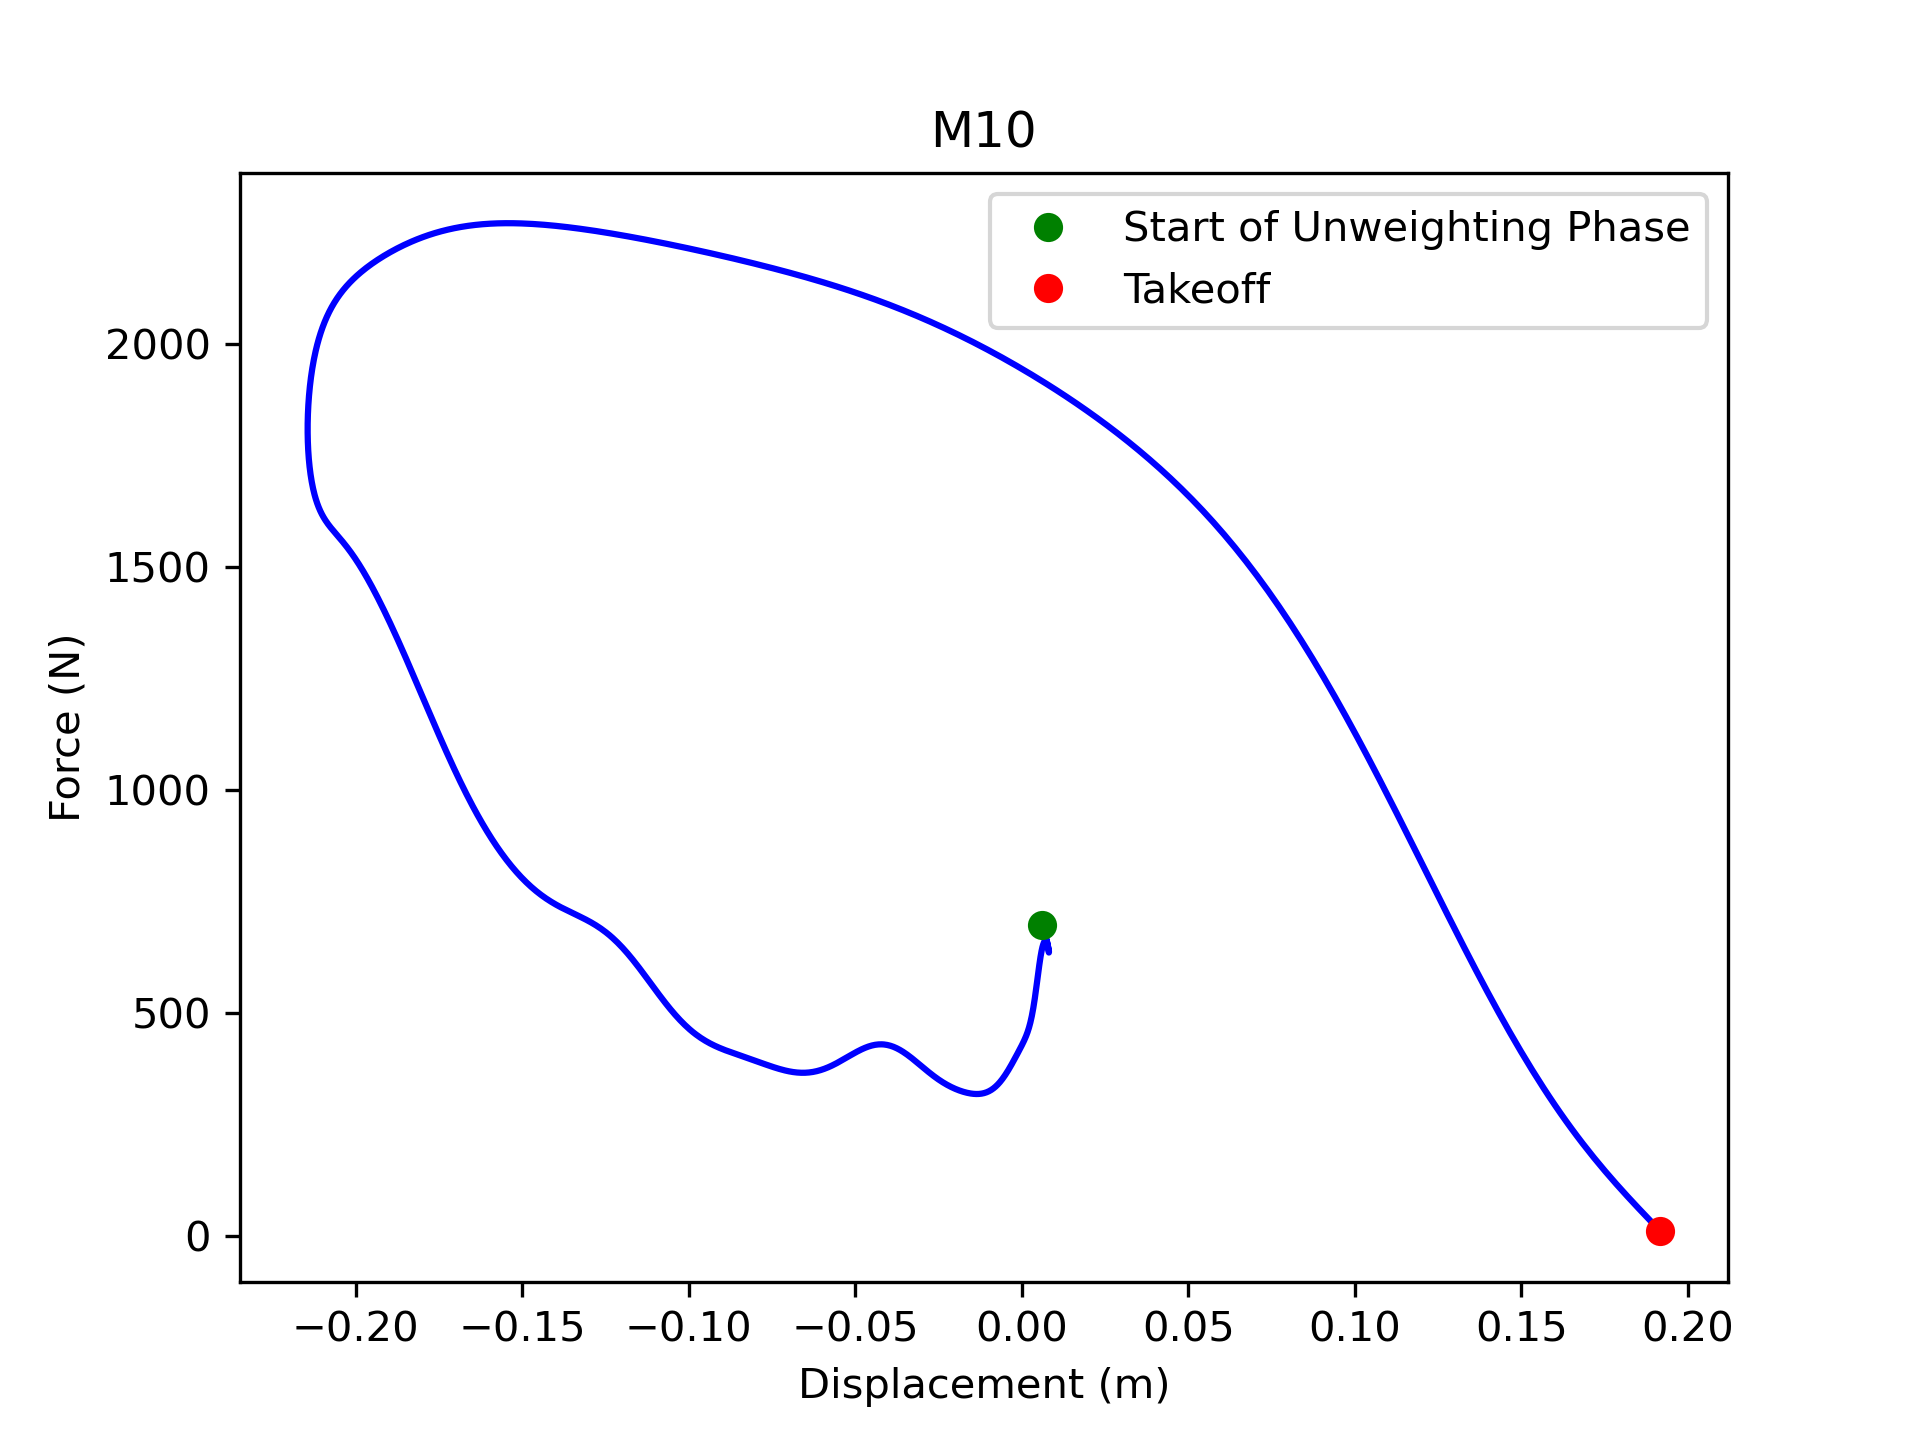 M10
Start of Unweighting Phase
Takeoff
2000
1500
1000
500
0
Force (N)
−0.20 −0.15 −0.10 −0.05 0.00 0.05 0.10 0.15 0.20
Displacement (m)